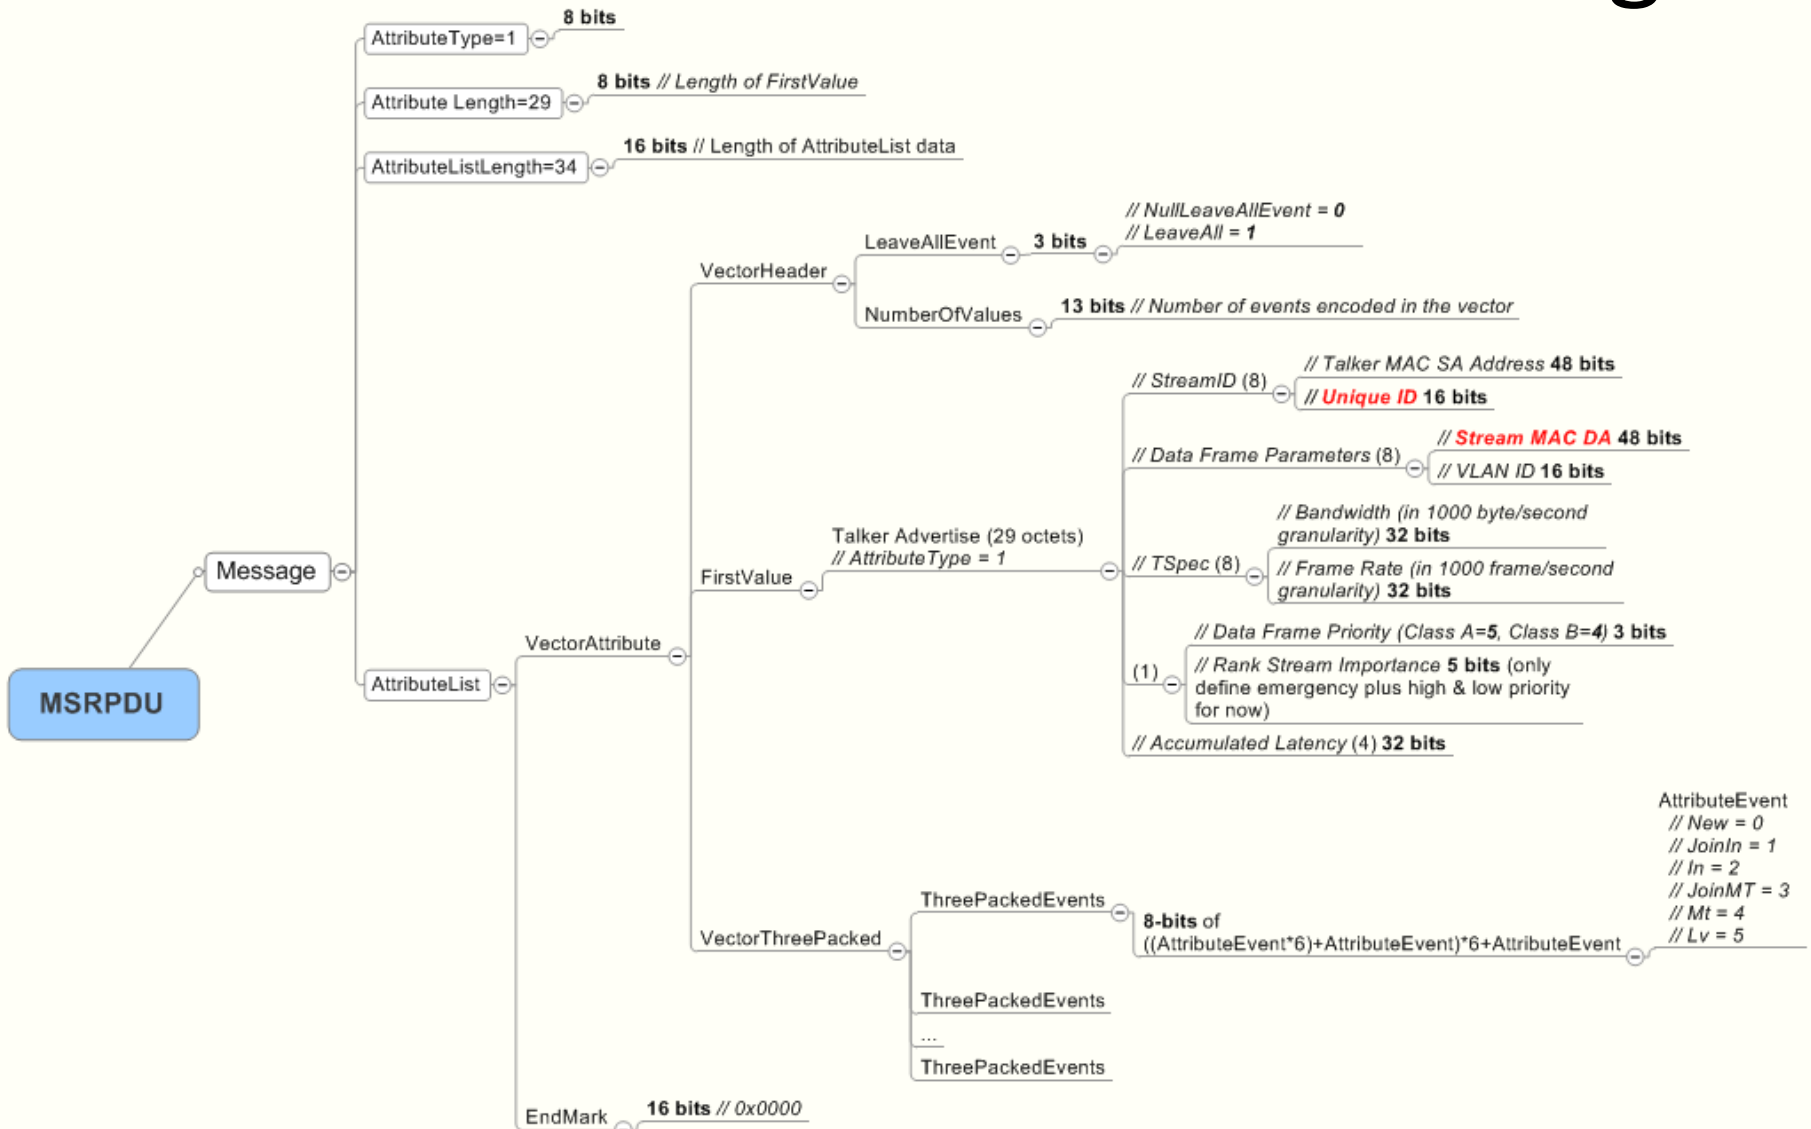 8 bits
AttributeType=1
8 bits // Length of FirstValue
Attribute Length=29
16 bits // Length of AttributeList data
AttributeListLength=34
// NullLeaveAllEvent = 0
// LeaveAll = 1
LeaveAllEvent
3 bits
VectorHeader
13 bits // Number of events encoded in the vector
NumberOfValues
// Talker MAC SA Address 48 bits
// StreamID (8)
// Unique ID 16 bits
// Stream MAC DA 48 bits
// Data Frame Parameters (8)
// VLAN ID 16 bits
// Bandwidth (in 1000 byte/second
granularity) 32 bits
Talker Advertise (29 octets)
// AttributeType = 1
// TSpec (8)
// Frame Rate (in 1000 frame/second
granularity) 32 bits
Message
FirstValue
// Data Frame Priority (Class A=5, Class B=4) 3 bits
VectorAttribute
(1)
// Rank Stream Importance 5 bits (only
define emergency plus high & low priority
for now)
AttributeList
MSRPDU
// Accumulated Latency (4) 32 bits
AttributeEvent
// New = 0
// JoinIn = 1
// In = 2
// JoinMT = 3
// Mt = 4
// Lv = 5
ThreePackedEvents
8-bits of
((AttributeEvent*6)+AttributeEvent)*6+AttributeEvent
VectorThreePacked
ThreePackedEvents
...
ThreePackedEvents
EndMark
16 bits // 0x0000